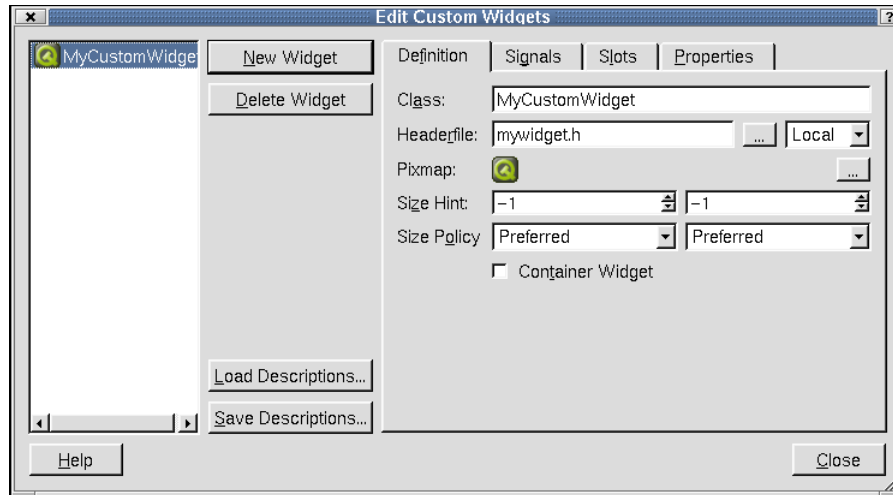 Edit Custom Widgets
?
MyCustomWidget
New Widget
Delete Widget
Load Descriptions...
Save Descriptions...
Definition
Signals
Slots
Properties
Class:
MyCustomWidget
Headerfile:
mywidget.h
...
Local
Pixmap:
...
Size Hint:
-1
-1
Size Policy
Preferred
Preferred
Container Widget
Help
Close